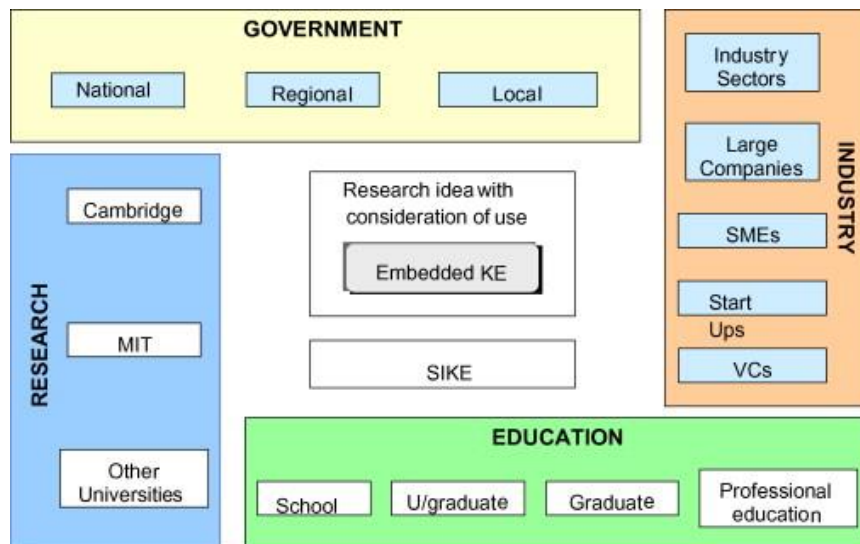 GOVERNMENT
National
Regional
Local
INDUSTRY
Industry
Sectors
Large
Companies
SMEs
Start
Ups
VCs
RESEARCH
Cambridge
MIT
Other
Universities
Research idea with
consideration of use
Embedded KE
SIKE
EDUCATION
School
U/graduate
Graduate
Professional
education